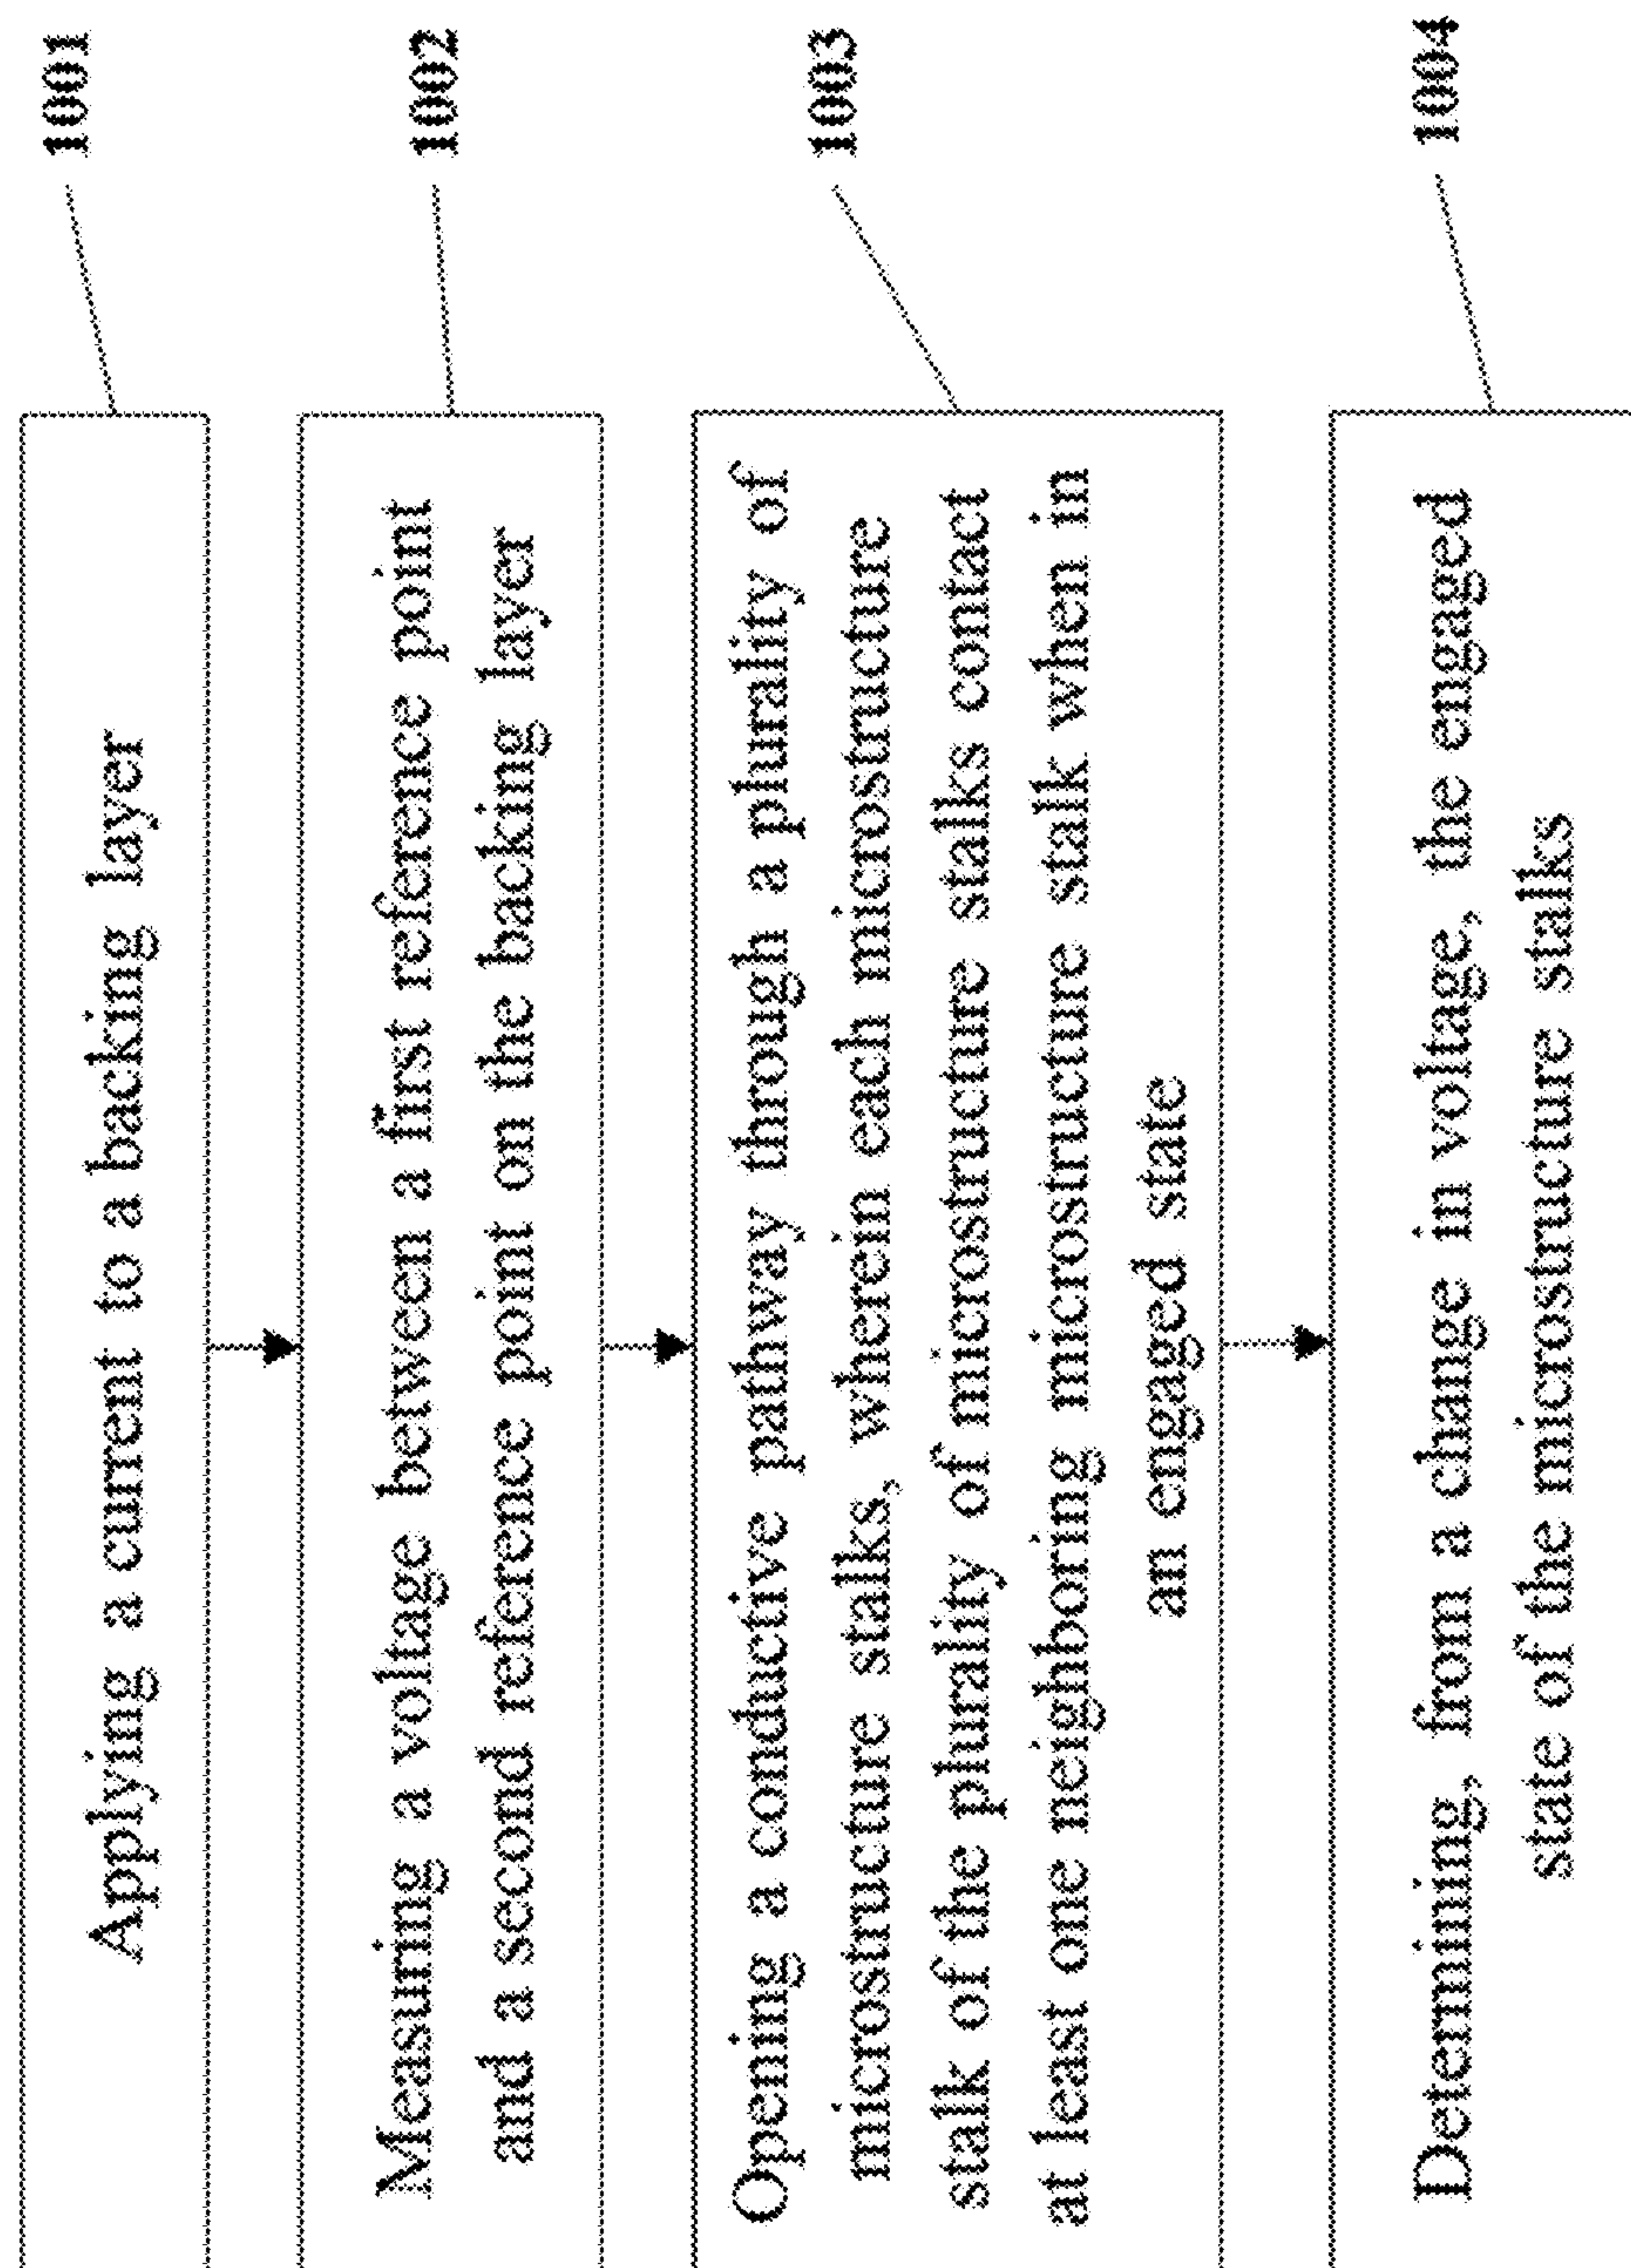 Applying a current to a backing layer
1001
Measuring a voltage between a first reference point
and a second reference point on the backing layer
1002
Opening a conductive pathway through a plurality of
microstructure stalks, wherein each microstructure
stalk of the plurality of microstructure stalks contact
at least one neighboring microstructure stalk when in
an engaged state
1003
Determining, from a change in voltage, the engaged
state of the microstructure stalks
1004